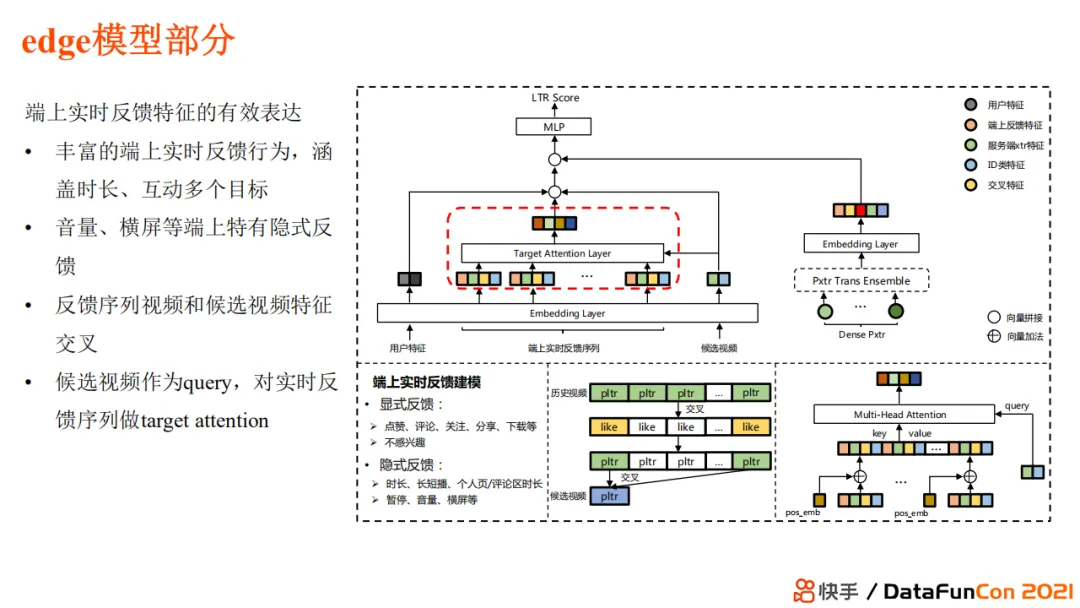 edge模型部分
端上实时反馈特征的有效表达
• 丰富的端上实时反馈行为，涵
盖时长、互动多个目标
• 音量、横屏等端上特有隐式反
馈
• 反馈序列视频和候选视频特征
交叉
• 候选视频作为query，对实时反
馈序列做target attention
LTR Score
MLP
Target Attention Layer
...
Embedding Layer
用户特征
端上实时反馈序列
候选视频
Embedding Layer
Pxtr Trans Ensemble
...
Dense Pxtr
用户特征
端上反馈特征
服务端xtr特征
ID类特征
交叉特征
向量拼接
向量加法
端上实时反馈建模
• 显式反馈：
➢ 点赞、评论、关注、分享、下载等
➢ 不感兴趣
• 隐式反馈：
➢ 时长、长短播、个人页/评论区时长
➢ 暂停、音量、横屏等
历史视频 pltr pltr pltr ... pltr
交叉
like like like ... like
pltr pltr pltr ... pltr
交叉
候选视频 pltr
Multi-Head Attention
query
key value
...
...
pos_emb pos_emb
快手 / DataFunCon 2021